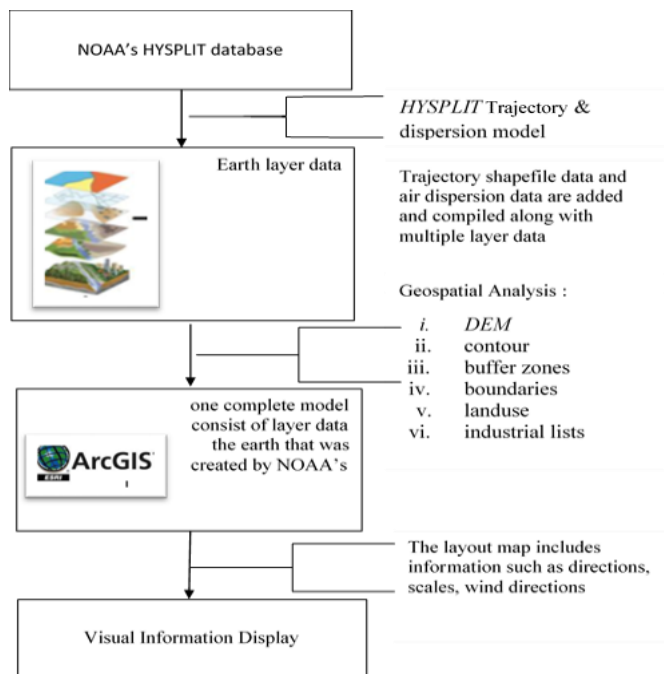 NOAA's HYSPLIT database
HYSPLIT Trajectory &
dispersion model
Earth layer data
Trajectory shapefile data and
air dispersion data are added
and compiled along with
multiple layer data
Geospatial Analysis :
i. DEM
ii. contour
iii. buffer zones
iv. boundaries
v. landuse
vi. industrial lists
one complete model
consist of layer data
the earth that was
created by NOAA's
ArcGIS
ESRI
The layout map includes
information such as directions,
scales, wind directions
Visual Information Display